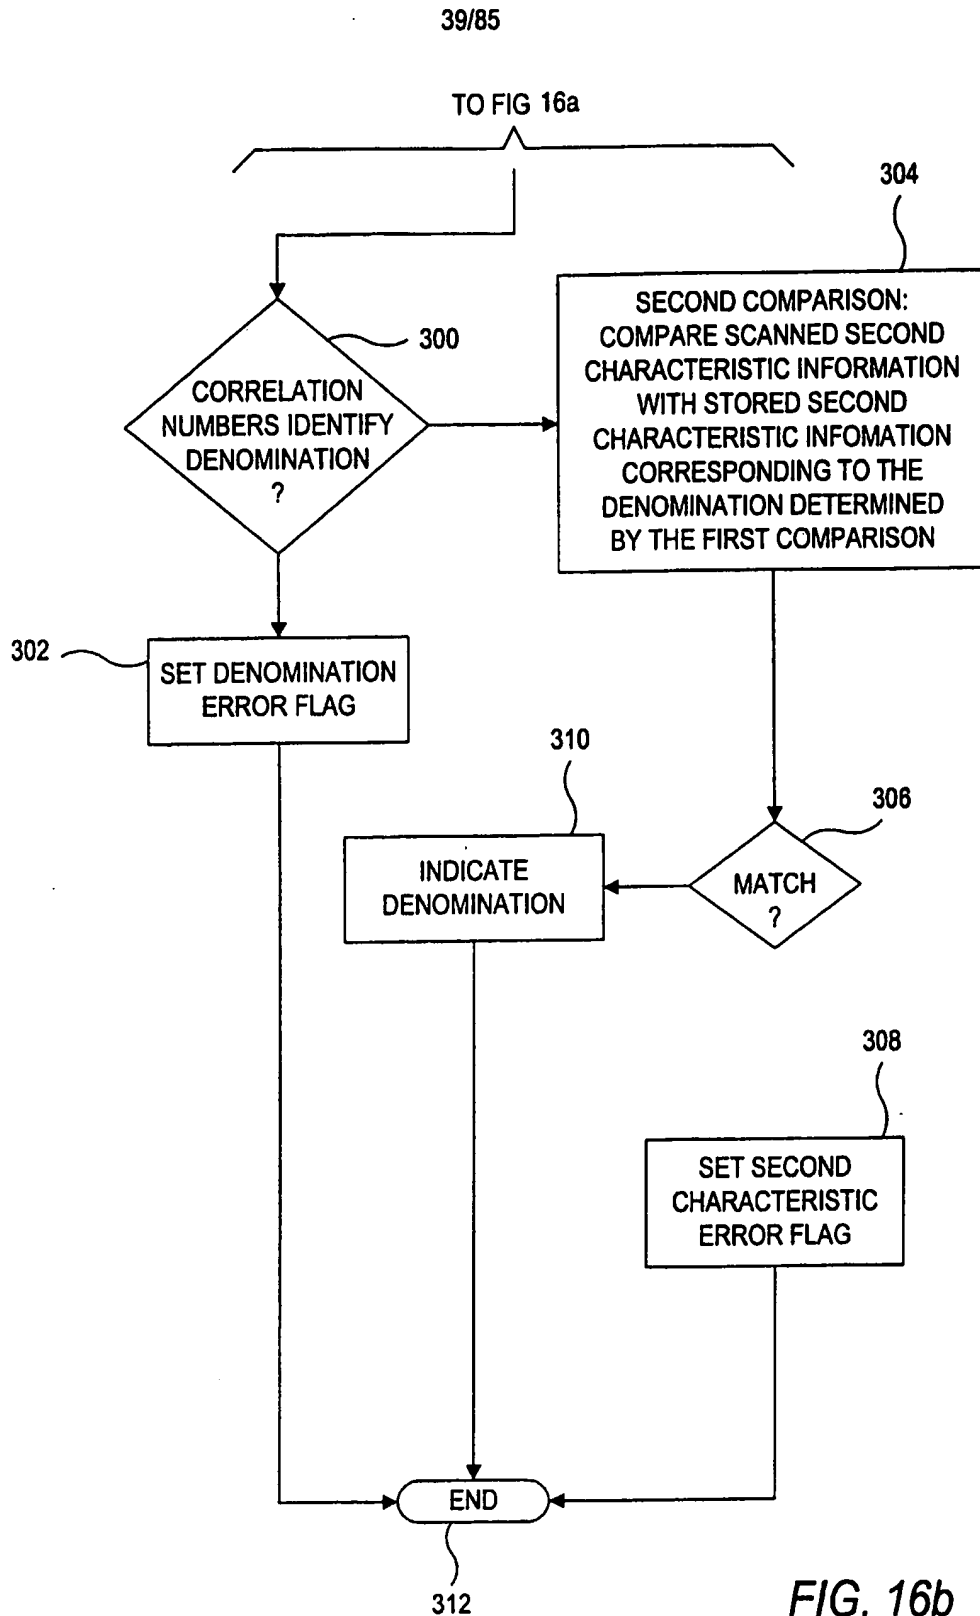 39/85
TO FIG 16a
304
300
CORRELATION
NUMBERS IDENTIFY
DENOMINATION
?
SECOND COMPARISON:
COMPARE SCANNED SECOND
CHARACTERISTIC INFORMATION
WITH STORED SECOND
CHARACTERISTIC INFOMATION
CORRESPONDING TO THE
DENOMINATION DETERMINED
BY THE FIRST COMPARISON
302
SET DENOMINATION
ERROR FLAG
310
306
INDICATE
DENOMINATION
MATCH
?
308
SET SECOND
CHARACTERISTIC
ERROR FLAG
END
312
FIG. 16b